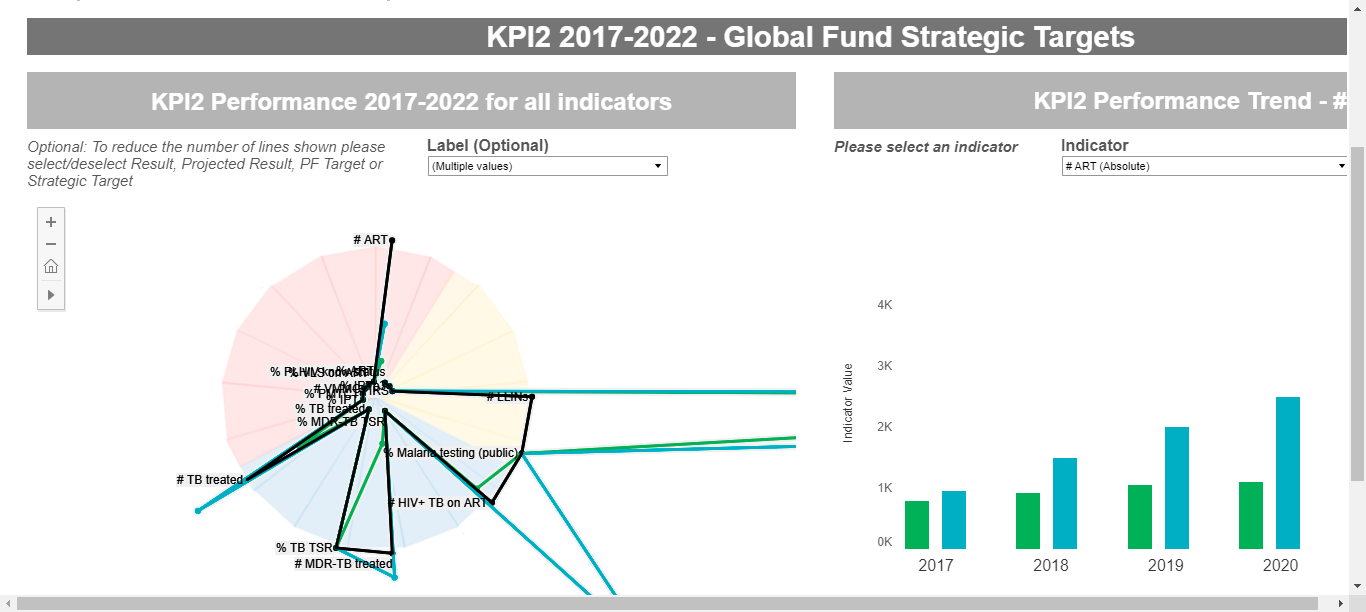 KPI2 2017-2022 - Global Fund Strategic Targets
KPI2 Performance 2017-2022 for all indicators
KPI2 Performance Trend - #
Optional: To reduce the number of lines shown please
select/deselect Result, Projected Result, PF Target or
Strategic Target
Label (Optional)
(Multiple values)
Please select an indicator
Indicator
# ART (Absolute)
# ART
# LLINs
% TB treated
% MDR-TB TSR
% Malaria testing (public)
# TB treated
# HIV+ TB on ART
% TB TSR
# MDR-TB treated
Indicator Value
4K
3K
2K
1K
0K
2017
2018
2019
2020